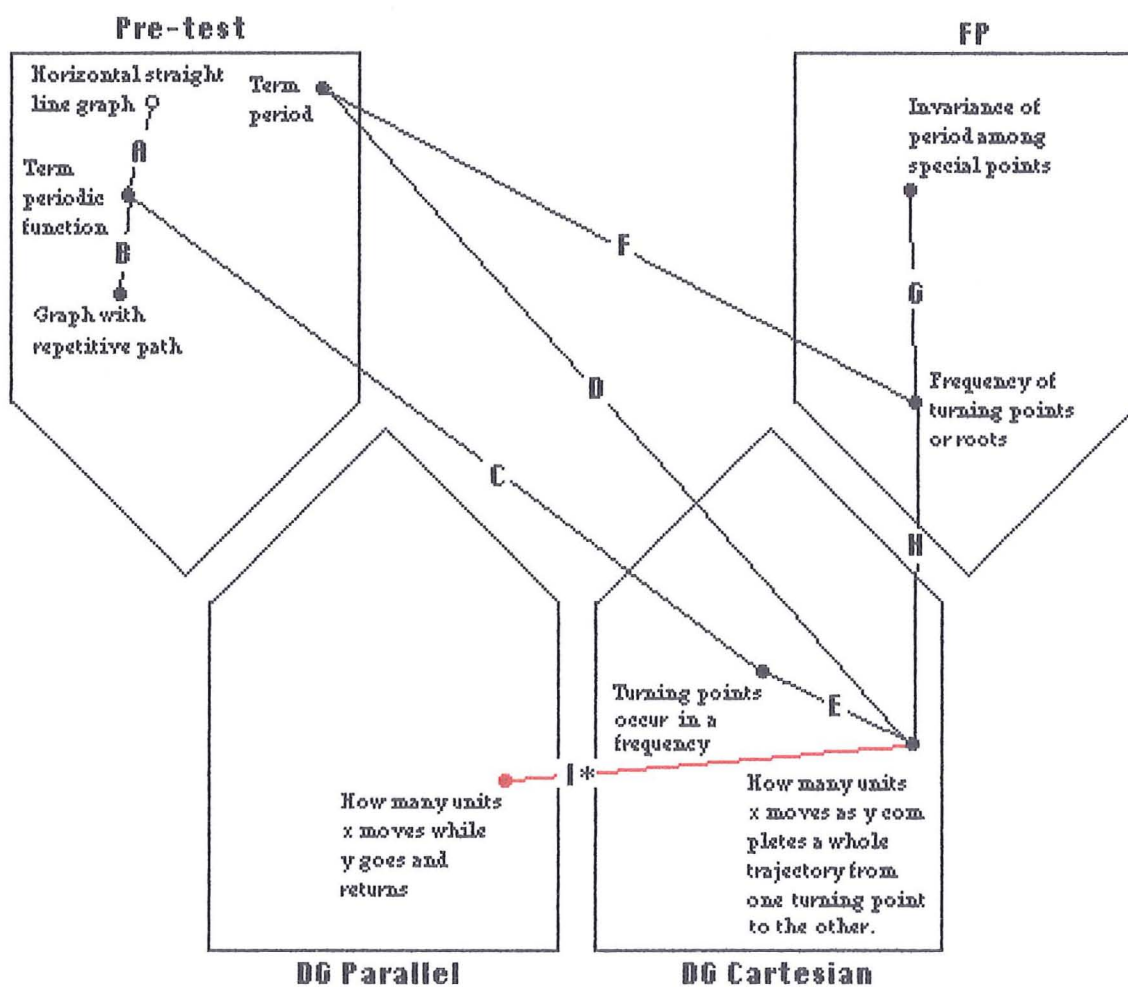 Pre-test
FP
Horizontal straight
line graph
Term
period
A
Term
periodic
function
B
Graph with
repetitive path
Invariance of
period among
special points
F
G
D
Frequency of
turning points
or roots
C
H
Turning points
occur in a
frequency
E
I*
How many units
x moves while
y goes and
returns
How many units
x moves as y com
pletes a whole
trajectory from
one turning point
to the other.
DG Parallel
DG Cartesian